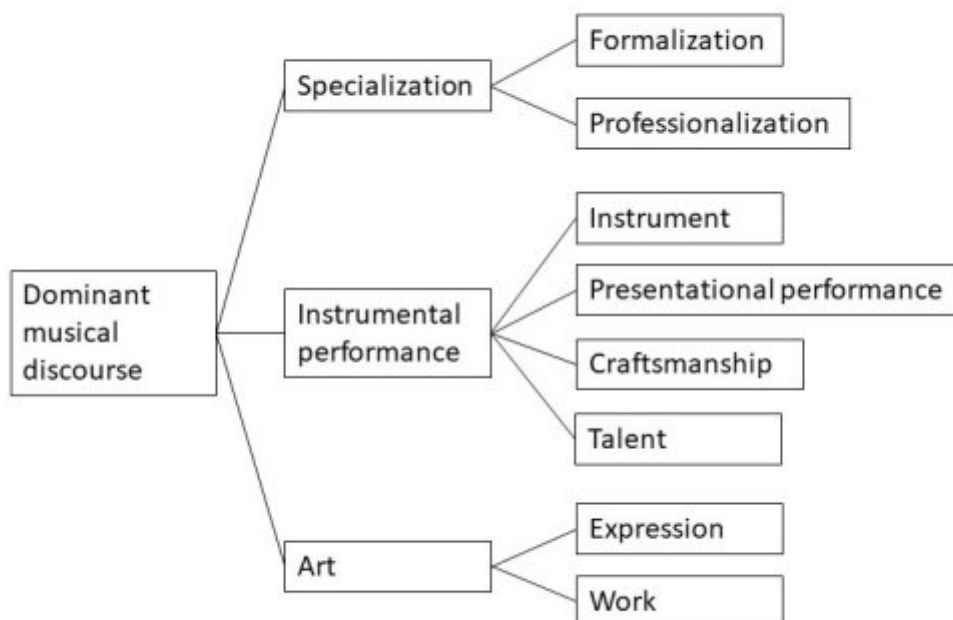 Dominant
musical
discourse
Specialization
Formalization
Professionalization
Instrumental
performance
Instrument
Presentational performance
Craftsmanship
Talent
Art
Expression
Work